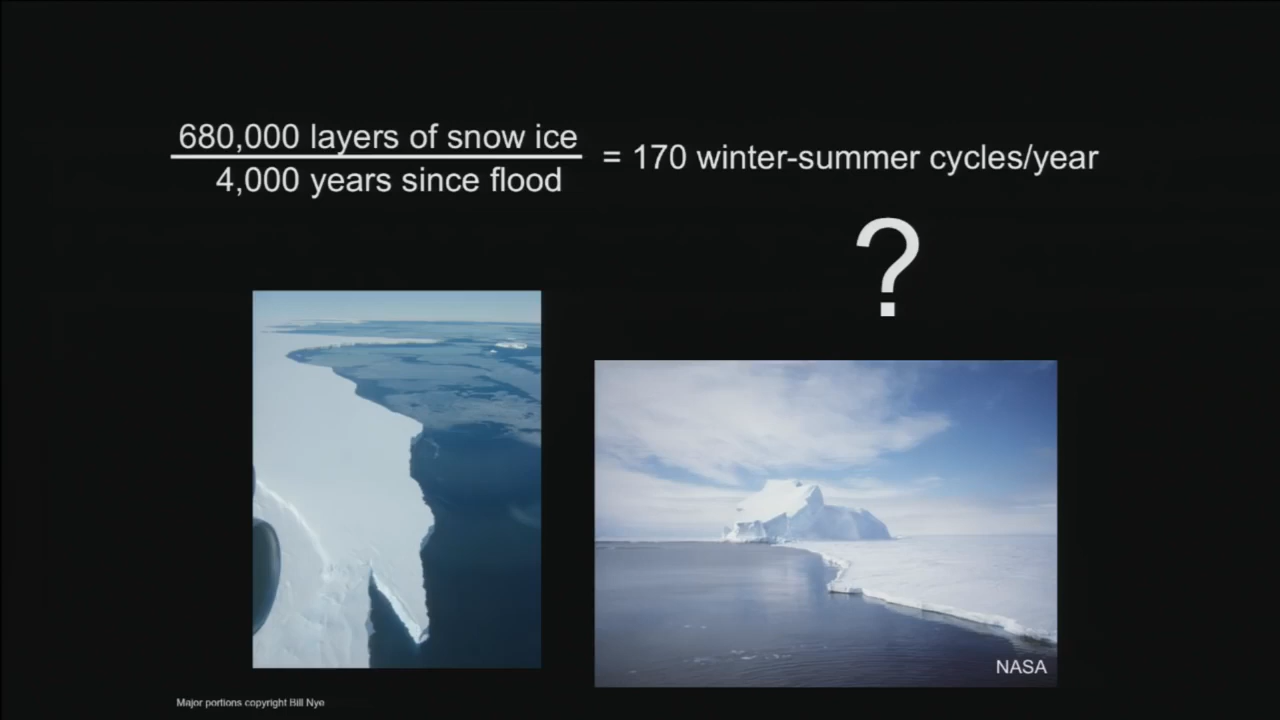 680,000 layers of snow ice
4,000 years since flood
= 170 winter-summer cycles/year
?
NASA
Major portions copyright Bill Nye